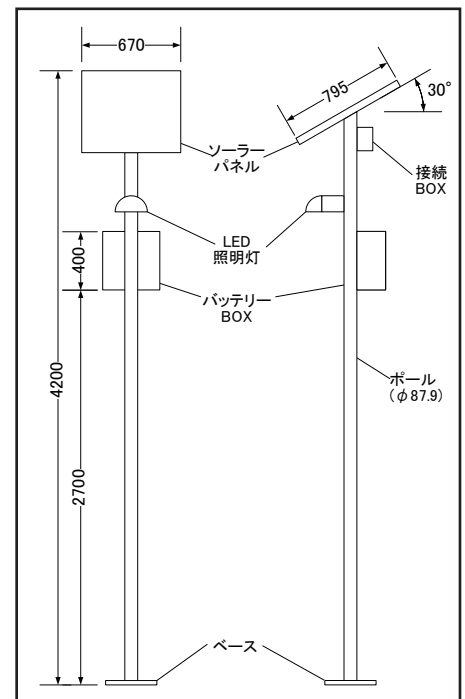 670
795
30°
ソーラー
パネル
接続
BOX
LED
照明灯
400
バッテリー
BOX
4200
2700
ポール
（φ87.9）
ベース